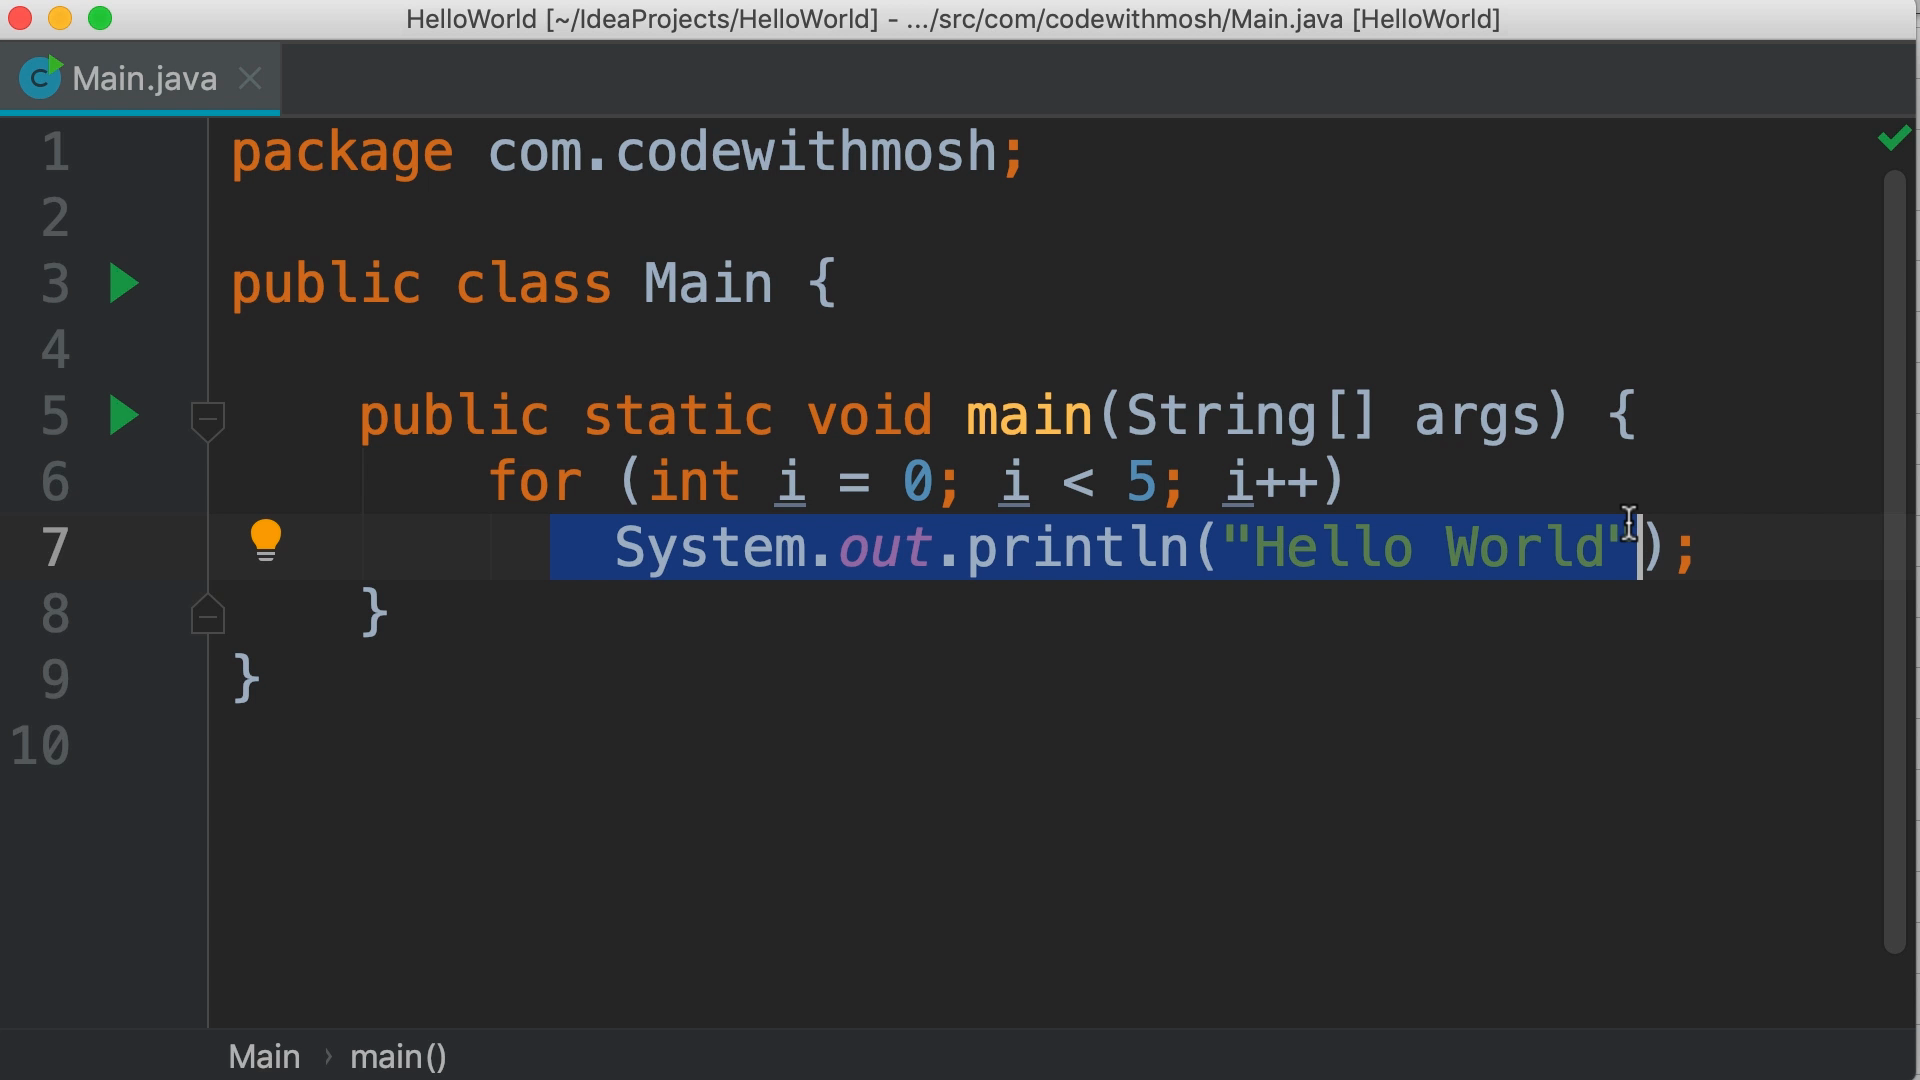 HelloWorld [~/IdeaProjects/HelloWorld] - .../src/com/codewithmosh/Main.java [HelloWorld]
C Main.java
1 package com.codewithmosh;
2
3 public class Main {
4
5 public static void main(String[] args) {
6 for (int i = 0; i < 5; i++)
7 System.out.println("Hello World");
8 }
9 }
10
Main › main()